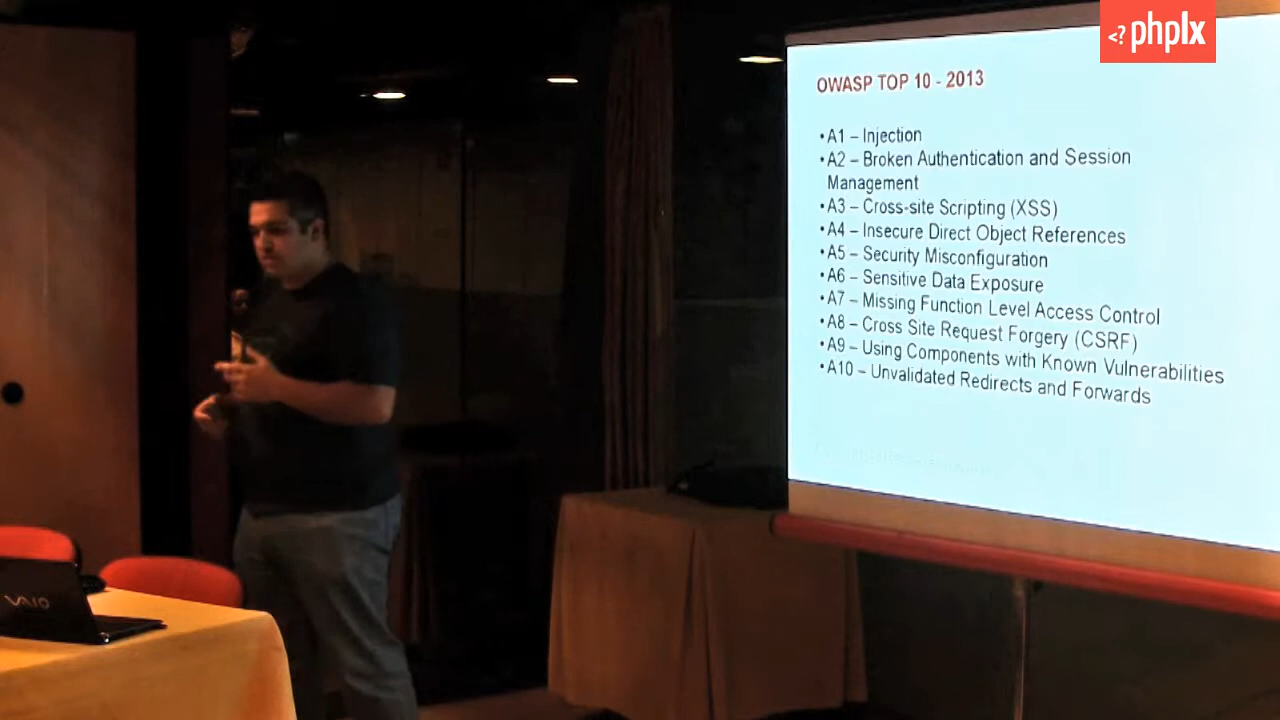 <? phplx
OWASP TOP 10 - 2013
•A1 – Injection
•A2 – Broken Authentication and Session
Management
•A3 – Cross-site Scripting (XSS)
•A4 – Insecure Direct Object References
•A5 – Security Misconfiguration
•A6 – Sensitive Data Exposure
•A7 – Missing Function Level Access Control
•A8 – Cross Site Request Forgery (CSRF)
•A9 – Using Components with Known Vulnerabilities
•A10 – Unvalidated Redirects and Forwards
VAIO